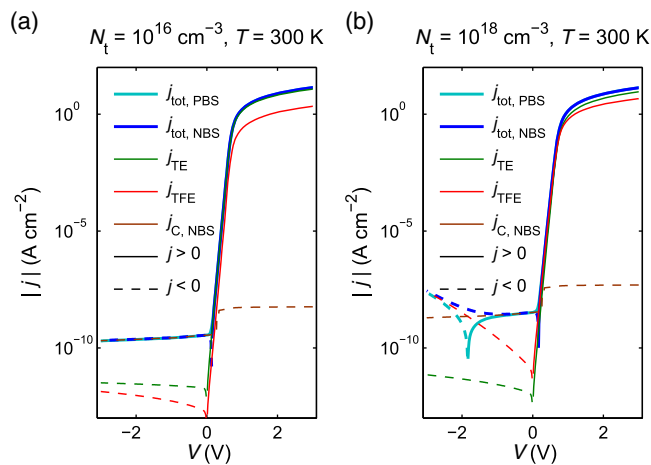 (a)
N_t = 10^16 cm^−3, T = 300 K
j_tot, PBS
j_tot, NBS
j_TE
j_TFE
j_C, NBS
j > 0
j < 0
|j| (A cm^−2)
10^0
10^−5
10^−10
−2
0
2
V (V)
(b)
N_t = 10^18 cm^−3, T = 300 K
j_tot, PBS
j_tot, NBS
j_TE
j_TFE
j_C, NBS
j > 0
j < 0
|j| (A cm^−2)
10^0
10^−5
10^−10
−2
0
2
V (V)